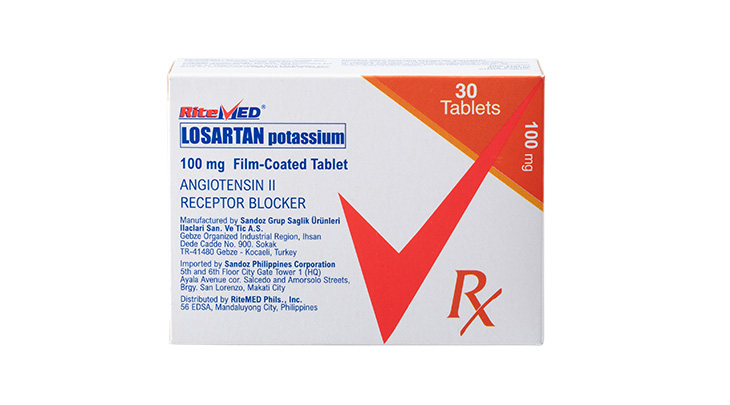 RiteMED®
LOSARTAN potassium
100 mg Film-Coated Tablet
ANGIOTENSIN II
RECEPTOR BLOCKER
Manufactured by Sandoz Grup Saglik Ürünleri
Ilaclari San. Ve Tic A.S.
Gebze Organized Industrial Region, Ihsan
Dede Cadde No. 900. Sokak
TR-41480 Gebze - Kocaeli, Turkey
Imported by Sandoz Philippines Corporation
5th and 6th Floor City Gate Tower 1 (HQ)
Ayala Avenue cor. Salcedo and Amorsolo Streets,
Brgy. San Lorenzo, Makati City
Distributed by RiteMED Phils., Inc.
56 EDSA, Mandaluyong City, Philippines
30
Tablets
100 mg
Rx